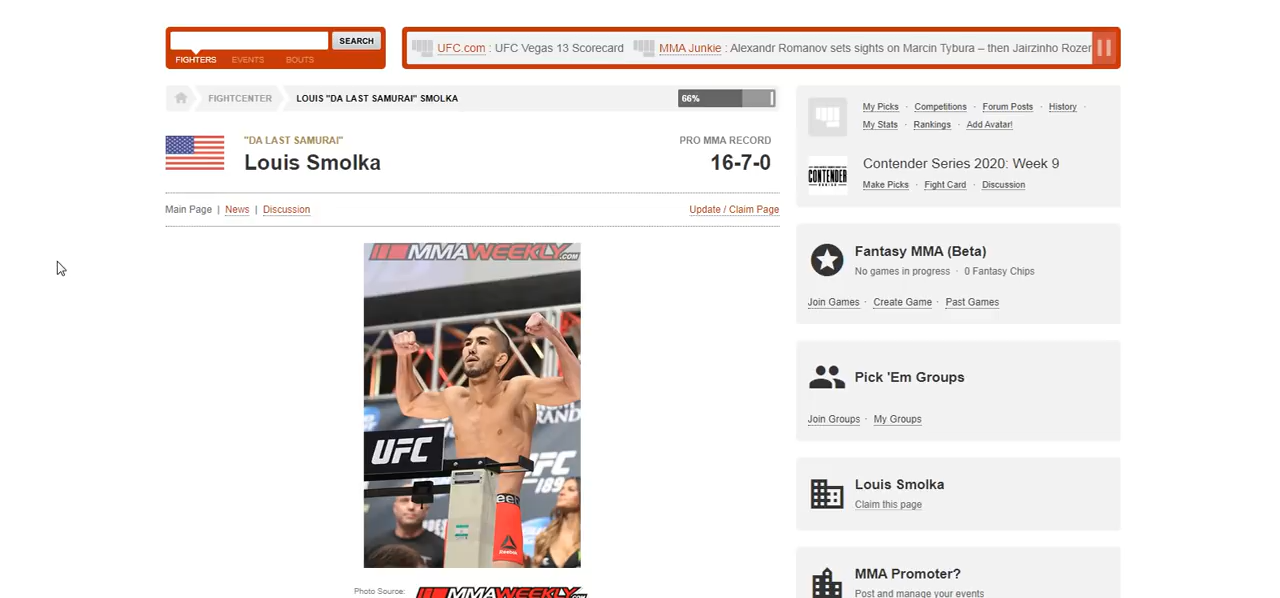 SEARCH
FIGHTERS EVENTS BOUTS
UFC.com : UFC Vegas 13 Scorecard MMA Junkie : Alexandr Romanov sets sights on Marcin Tybura – then Jairzinho Rozer
FIGHTCENTER LOUIS "DA LAST SAMURAI" SMOLKA 66%
"DA LAST SAMURAI"
Louis Smolka
PRO MMA RECORD
16-7-0
Main Page | News | Discussion
Update / Claim Page
MMAWEEKLY.COM
UFC
UFC
189
Reebok
Photo Source: MMAWEEKLY.COM
My Picks · Competitions · Forum Posts · History ·
My Stats · Rankings · Add Avatar!
CONTENDER
Contender Series 2020: Week 9
Make Picks · Fight Card · Discussion
Fantasy MMA (Beta)
No games in progress · 0 Fantasy Chips
Join Games · Create Game · Past Games
Pick 'Em Groups
Join Groups · My Groups
Louis Smolka
Claim this page
MMA Promoter?
Post and manage your events